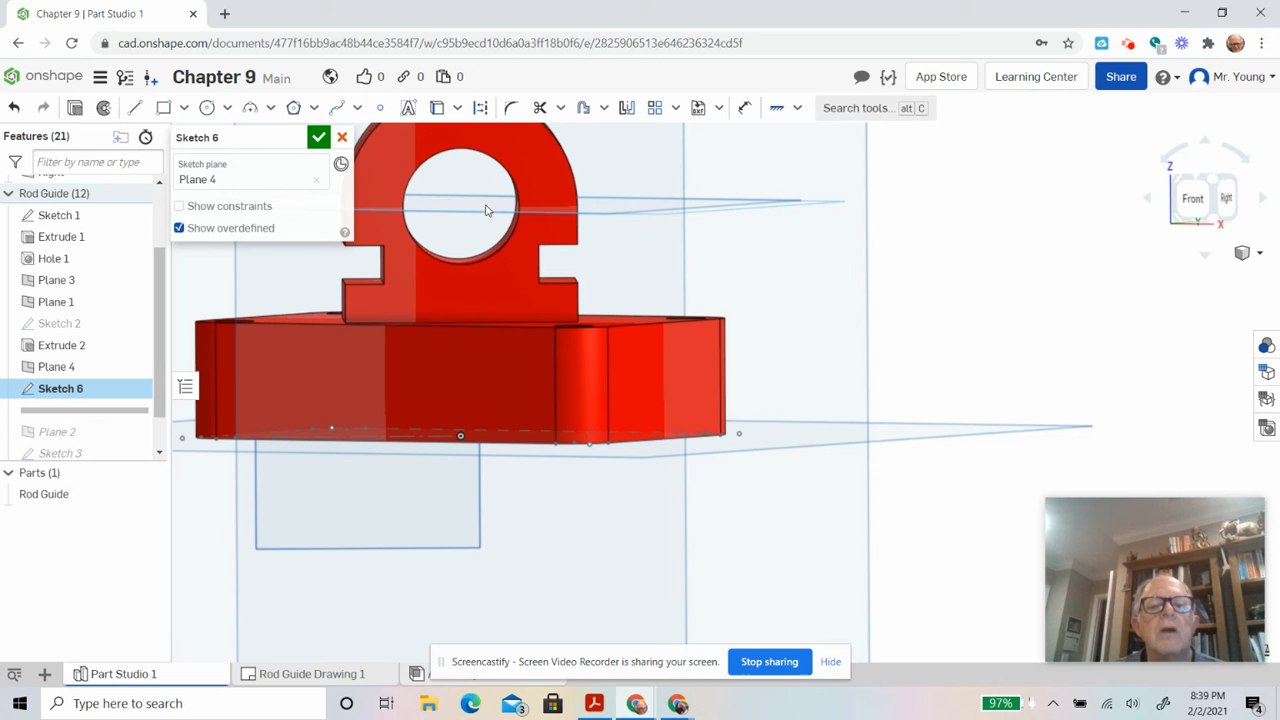 Chapter 9 | Part Studio 1
cad.onshape.com/documents/477f16bb9ac48b44ce3584f7/w/c95b9ecd10d6a0a3ff18b0f6/e/2825906513e646236324cd5f
onshape
Chapter 9 Main
0
0
0
App Store
Learning Center
Share
Mr. Young
Search tools...
alt
C
Features (21)
Filter by name or type
Rod Guide (12)
Sketch 1
Extrude 1
Hole 1
Plane 3
Plane 1
Sketch 2
Extrude 2
Plane 4
Sketch 6
Plane 2
Sketch 3
Parts (1)
Rod Guide
Sketch 6
Sketch plane
Plane 4
Show constraints
Show overdefined
Z
Front
Right
Y
X
Part Studio 1
Rod Guide Drawing 1
Screencastify - Screen Video Recorder is sharing your screen.
Stop sharing
Hide
Type here to search
3
97%
8:39 PM
2/2/2021
4